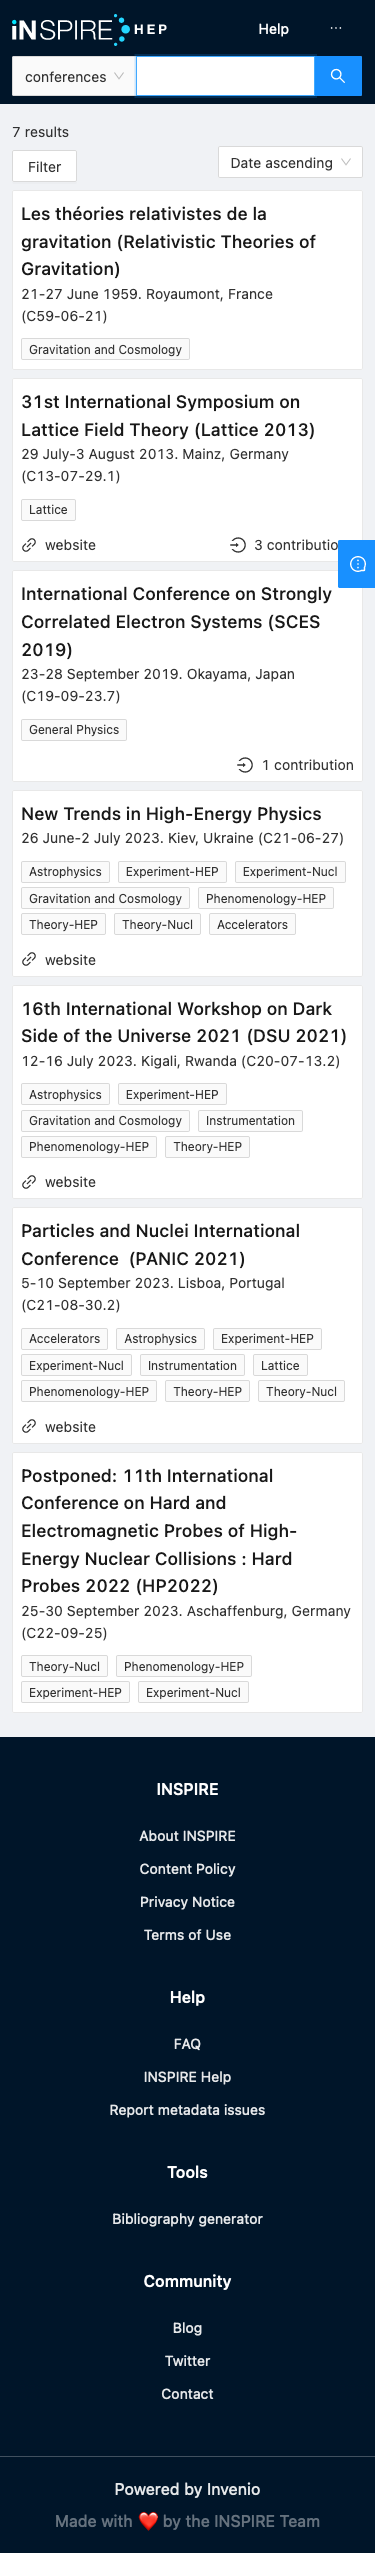 iNSPIRE HEP
Help
···
conferences
7 results
Filter
Date ascending
Les théories relativistes de la
gravitation (Relativistic Theories of
Gravitation)
21-27 June 1959. Royaumont, France
(C59-06-21)
Gravitation and Cosmology
31st International Symposium on
Lattice Field Theory (Lattice 2013)
29 July-3 August 2013. Mainz, Germany
(C13-07-29.1)
Lattice
website 3 contributio
International Conference on Strongly
Correlated Electron Systems (SCES
2019)
23-28 September 2019. Okayama, Japan
(C19-09-23.7)
General Physics
1 contribution
New Trends in High-Energy Physics
26 June-2 July 2023. Kiev, Ukraine (C21-06-27)
Astrophysics Experiment-HEP Experiment-Nucl
Gravitation and Cosmology Phenomenology-HEP
Theory-HEP Theory-Nucl Accelerators
website
16th International Workshop on Dark
Side of the Universe 2021 (DSU 2021)
12-16 July 2023. Kigali, Rwanda (C20-07-13.2)
Astrophysics Experiment-HEP
Gravitation and Cosmology Instrumentation
Phenomenology-HEP Theory-HEP
website
Particles and Nuclei International
Conference (PANIC 2021)
5-10 September 2023. Lisboa, Portugal
(C21-08-30.2)
Accelerators Astrophysics Experiment-HEP
Experiment-Nucl Instrumentation Lattice
Phenomenology-HEP Theory-HEP Theory-Nucl
website
Postponed: 11th International
Conference on Hard and
Electromagnetic Probes of High-
Energy Nuclear Collisions : Hard
Probes 2022 (HP2022)
25-30 September 2023. Aschaffenburg, Germany
(C22-09-25)
Theory-Nucl Phenomenology-HEP
Experiment-HEP Experiment-Nucl
INSPIRE
About INSPIRE
Content Policy
Privacy Notice
Terms of Use
Help
FAQ
INSPIRE Help
Report metadata issues
Tools
Bibliography generator
Community
Blog
Twitter
Contact
Powered by Invenio
Made with ❤️ by the INSPIRE Team